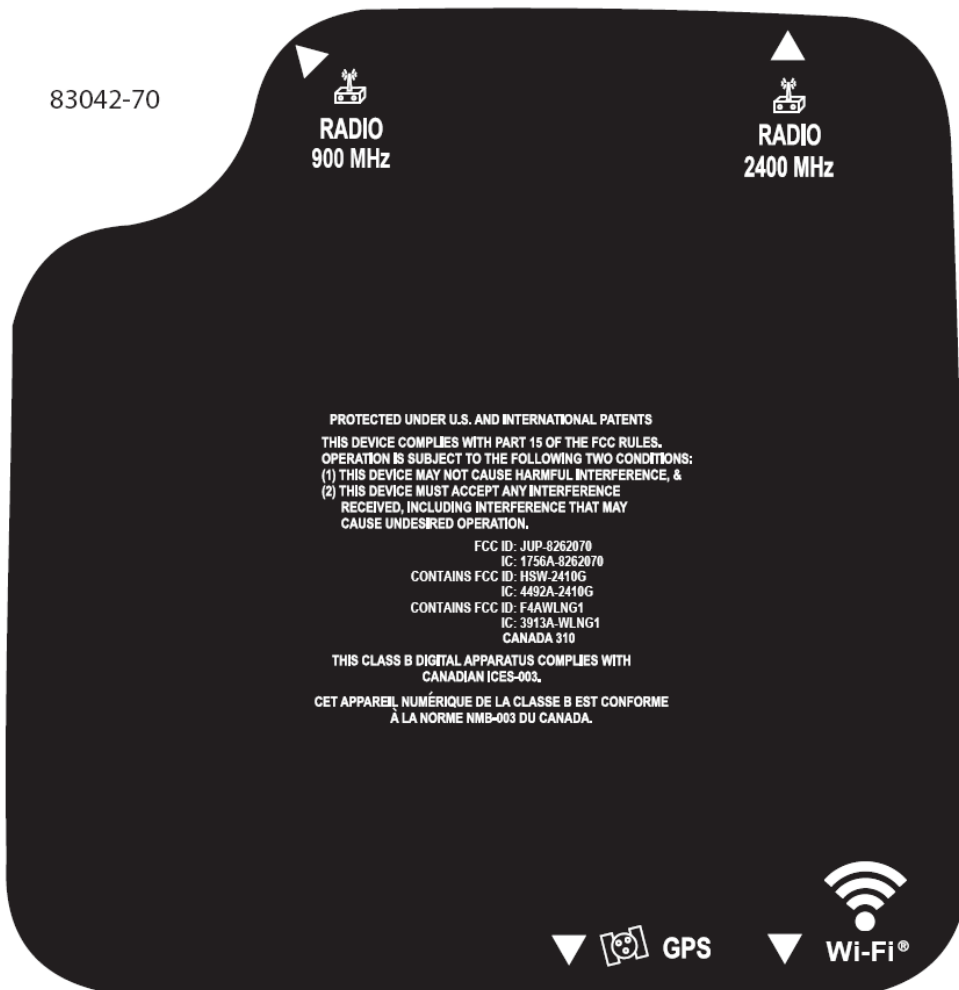 83042-70
RADIO
900 MHz
RADIO
2400 MHz
PROTECTED UNDER U.S. AND INTERNATIONAL PATENTS
THIS DEVICE COMPLIES WITH PART 15 OF THE FCC RULES.
OPERATION IS SUBJECT TO THE FOLLOWING TWO CONDITIONS:
(1) THIS DEVICE MAY NOT CAUSE HARMFUL INTERFERENCE, &
(2) THIS DEVICE MUST ACCEPT ANY INTERFERENCE
RECEIVED, INCLUDING INTERFERENCE THAT MAY
CAUSE UNDESIRED OPERATION.
FCC ID: JUP-8262070
IC: 1756A-8262070
CONTAINS FCC ID: HSW-2410G
IC: 4492A-2410G
CONTAINS FCC ID: F4AWLNG1
IC: 3913A-WLNG1
CANADA 310
THIS CLASS B DIGITAL APPARATUS COMPLIES WITH
CANADIAN ICES-003.
CET APPAREIL NUMÉRIQUE DE LA CLASSE B EST CONFORME
À LA NORME NMB-003 DU CANADA.
GPS
Wi-Fi®